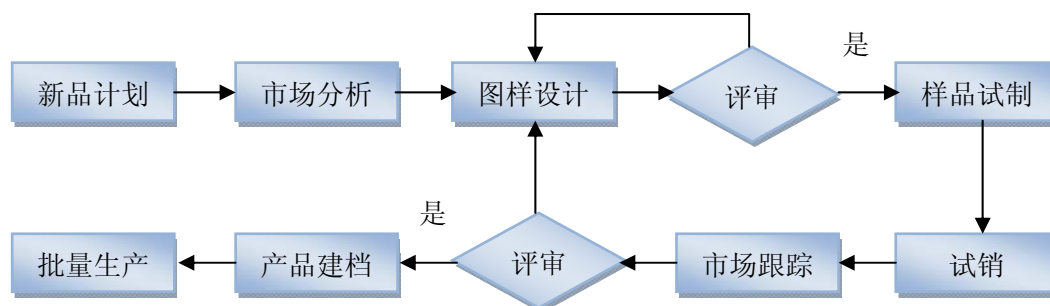 是
新品计划
市场分析
图样设计
评审
样品试制
是
批量生产
产品建档
评审
市场跟踪
试销